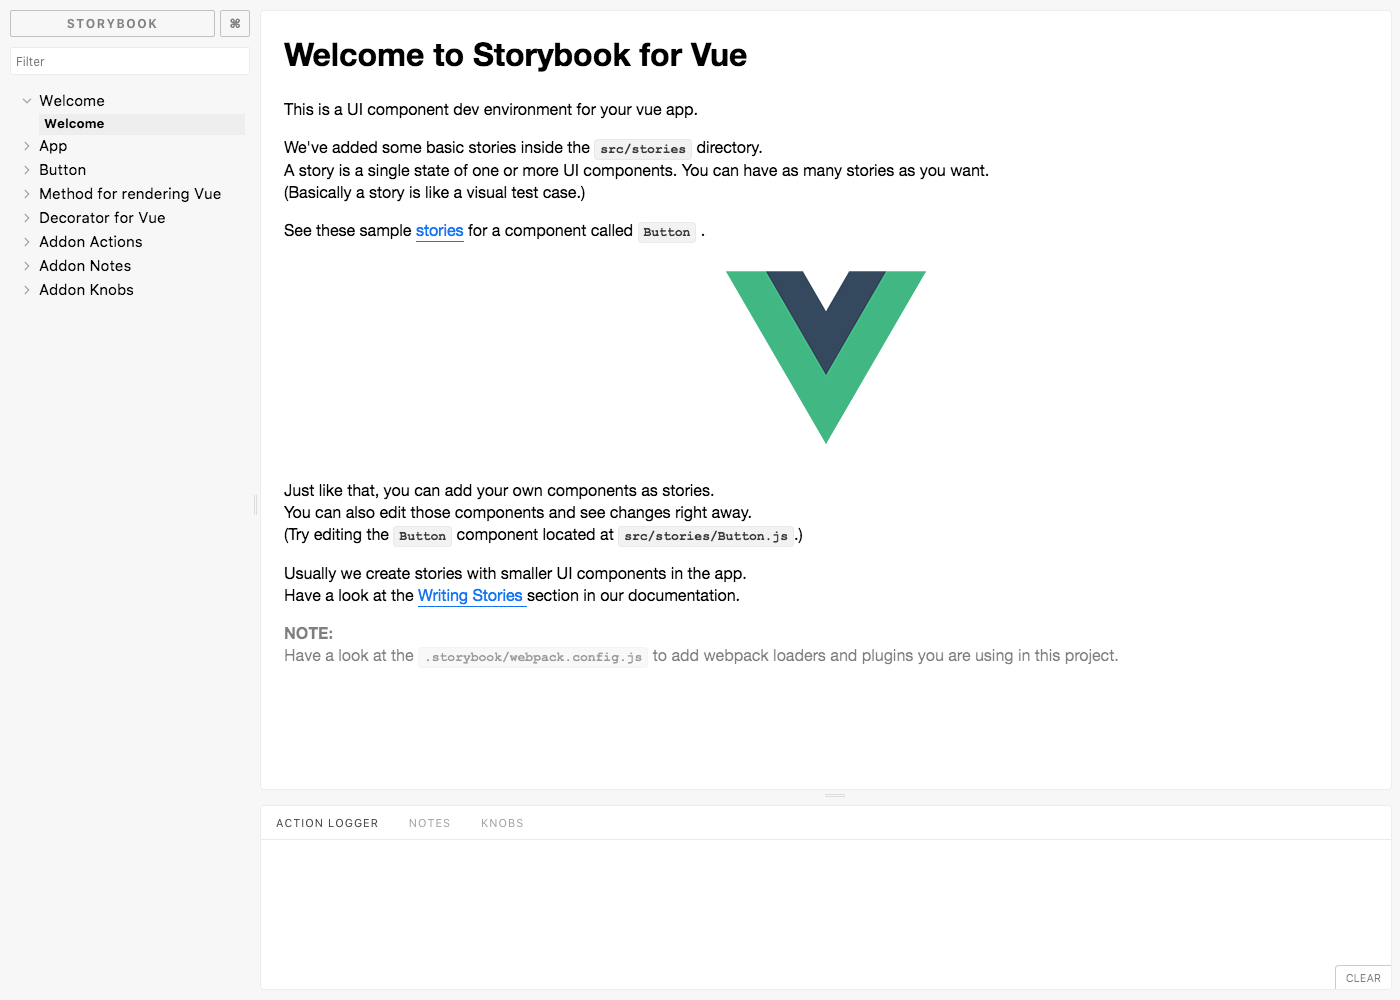 STORYBOOK ⌘
Filter
Welcome
Welcome
App
Button
Method for rendering Vue
Decorator for Vue
Addon Actions
Addon Notes
Addon Knobs
Welcome to Storybook for Vue
This is a UI component dev environment for your vue app.
We've added some basic stories inside the src/stories directory.
A story is a single state of one or more UI components. You can have as many stories as you want.
(Basically a story is like a visual test case.)
See these sample stories for a component called Button .
Just like that, you can add your own components as stories.
You can also edit those components and see changes right away.
(Try editing the Button component located at src/stories/Button.js.)
Usually we create stories with smaller UI components in the app.
Have a look at the Writing Stories section in our documentation.
NOTE:
Have a look at the .storybook/webpack.config.js to add webpack loaders and plugins you are using in this project.
ACTION LOGGER NOTES KNOBS
CLEAR